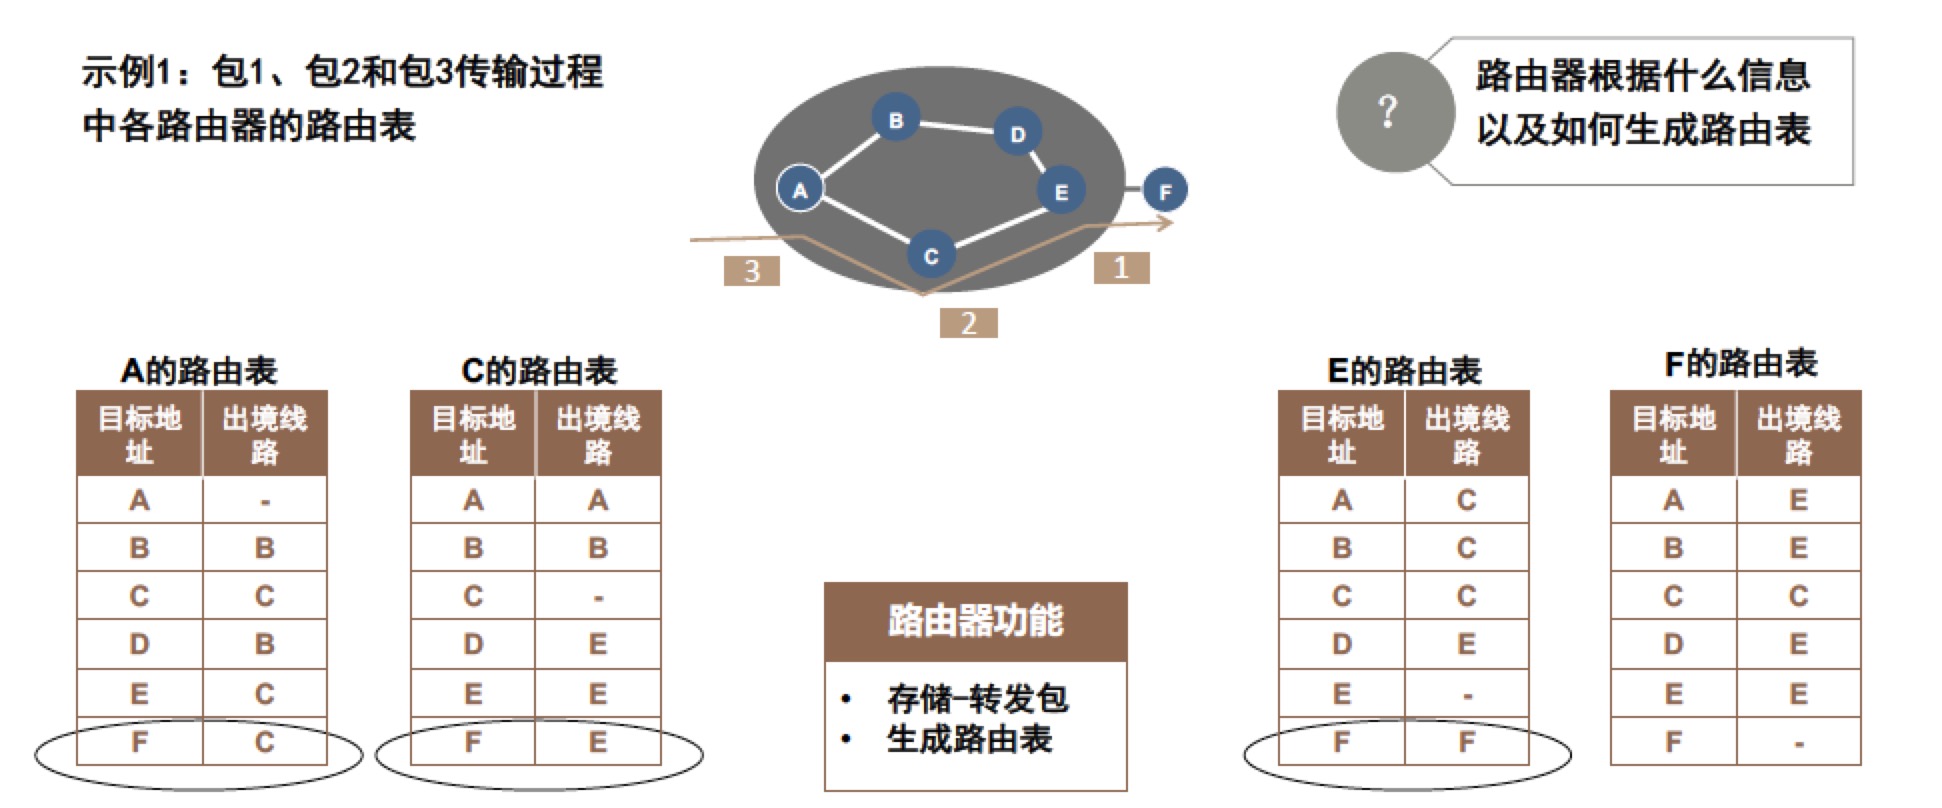 示例1：包1、包2和包3传输过程
中各路由器的路由表
?
路由器根据什么信息
以及如何生成路由表
B
D
A
E
F
C
3
1
2
A的路由表
目标地址 出境线路
A -
B B
C C
D B
E C
F C
C的路由表
目标地址 出境线路
A A
B B
C -
D E
E E
F E
路由器功能
• 存储-转发包
• 生成路由表
E的路由表
目标地址 出境线路
A C
B C
C C
D E
E -
F F
F的路由表
目标地址 出境线路
A E
B E
C C
D E
E E
F -